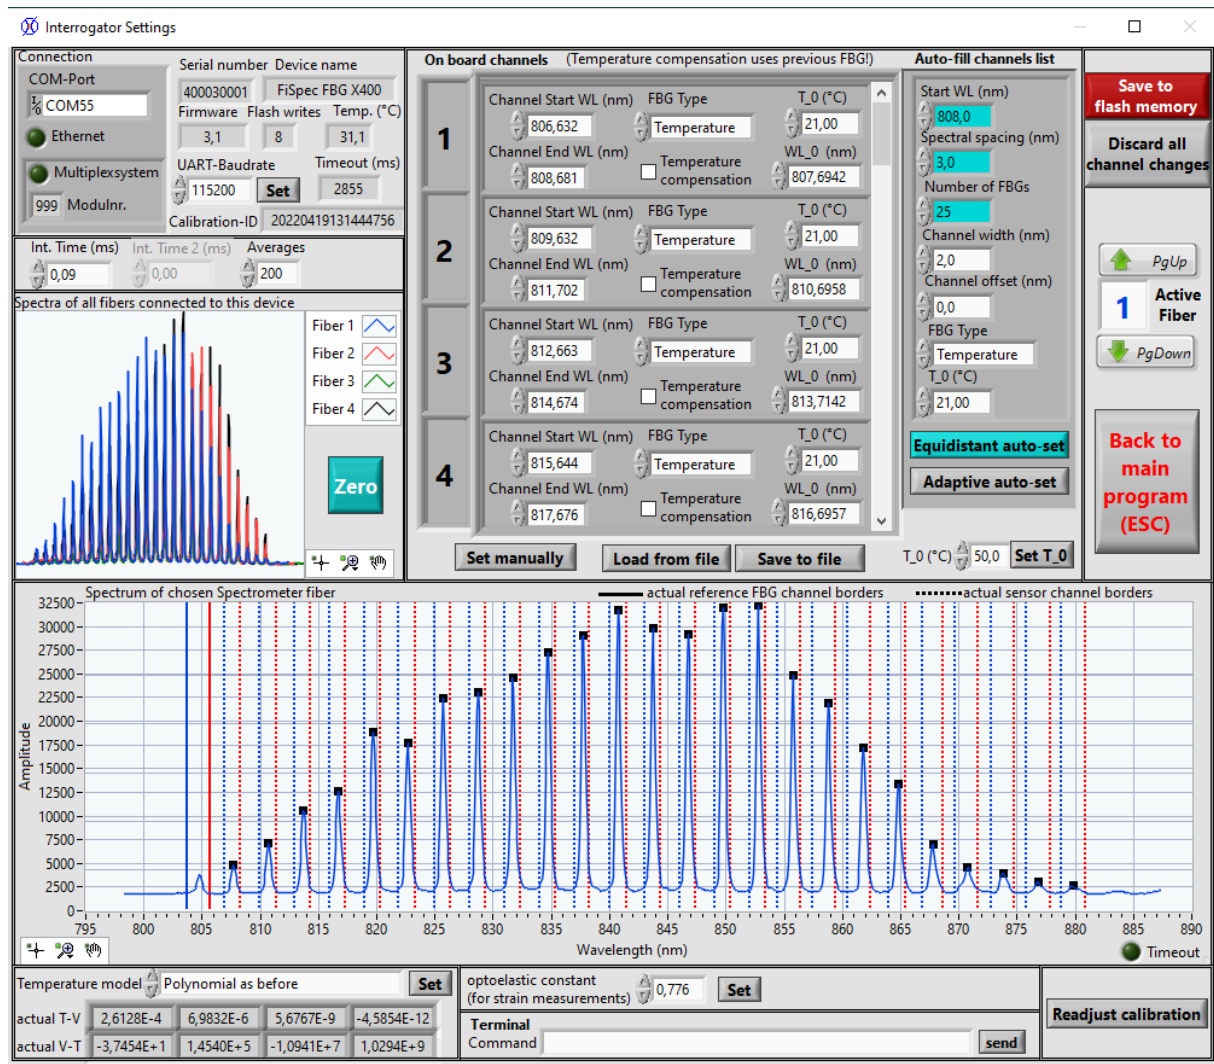 Interrogator Settings
Connection
COM-Port
COM55
Ethernet
Multiplexsystem
999 Modulnr.
Serial number Device name
400030001 FiSpec FBG X400
Firmware Flash writes Temp. (°C)
3,1 8 31,1
UART-Baudrate Timeout (ms)
115200 Set 2855
Calibration-ID 20220419131444756
Int. Time (ms) Int. Time 2 (ms) Averages
0,09 0,00 200
Spectra of all fibers connected to this device
Fiber 1
Fiber 2
Fiber 3
Fiber 4
Zero
On board channels (Temperature compensation uses previous FBG!)
1
Channel Start WL (nm) FBG Type T_0 (°C)
806,632 Temperature 21,00
Channel End WL (nm) Temperature compensation WL_0 (nm)
808,681 807,6942
2
Channel Start WL (nm) FBG Type T_0 (°C)
809,632 Temperature 21,00
Channel End WL (nm) Temperature compensation WL_0 (nm)
811,702 810,6958
3
Channel Start WL (nm) FBG Type T_0 (°C)
812,663 Temperature 21,00
Channel End WL (nm) Temperature compensation WL_0 (nm)
814,674 813,7142
4
Channel Start WL (nm) FBG Type T_0 (°C)
815,644 Temperature 21,00
Channel End WL (nm) Temperature compensation WL_0 (nm)
817,676 816,6957
Set manually Load from file Save to file
Auto-fill channels list
Start WL (nm)
808,0
Spectral spacing (nm)
3,0
Number of FBGs
25
Channel width (nm)
2,0
Channel offset (nm)
0,0
FBG Type
Temperature
T_0 (°C)
21,00
Equidistant auto-set
Adaptive auto-set
T_0 (°C) 50,0 Set T_0
Save to
flash memory
Discard all
channel changes
PgUp
1 Active
Fiber
PgDown
Back to
main
program
(ESC)
Spectrum of chosen Spectrometer fiber actual reference FBG channel borders actual sensor channel borders
Amplitude
32500
30000
27500
25000
22500
20000
17500
15000
12500
10000
7500
5000
2500
0
795 800 805 810 815 820 825 830 835 840 845 850 855 860 865 870 875 880 885 890
Wavelength (nm)
Timeout
Temperature model Polynomial as before Set
actual T-V 2,6128E-4 6,9832E-6 5,6767E-9 -4,5854E-12
actual V-T -3,7454E+1 1,4540E+5 -1,0941E+7 1,0294E+9
optoelastic constant
(for strain measurements) 0,776 Set
Terminal
Command send
Readjust calibration